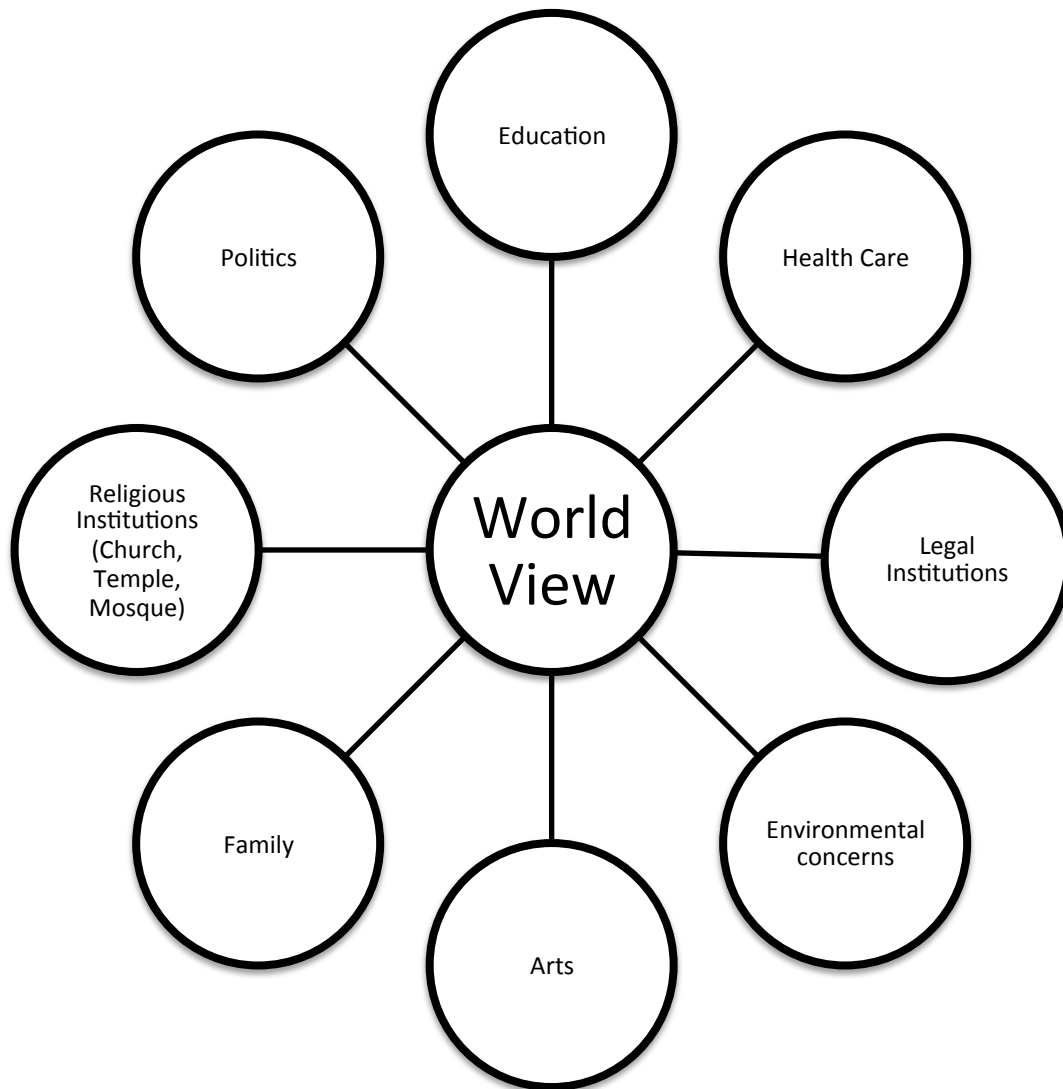 Education
Politics
Health Care
Religious
Institutions
(Church,
Temple,
Mosque)
World
View
Legal
Institutions
Family
Environmental
concerns
Arts